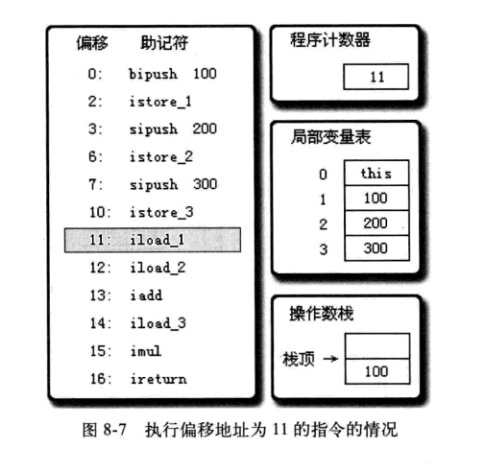 偏移 助记符
0: bipush 100
2: istore_1
3: sipush 200
6: istore_2
7: sipush 300
10: istore_3
11: iload_1
12: iload_2
13: iadd
14: iload_3
15: imul
16: ireturn
程序计数器
11
局部变量表
0 this
1 100
2 200
3 300
操作数栈
栈顶 →
100
图 8-7 执行偏移地址为 11 的指令的情况